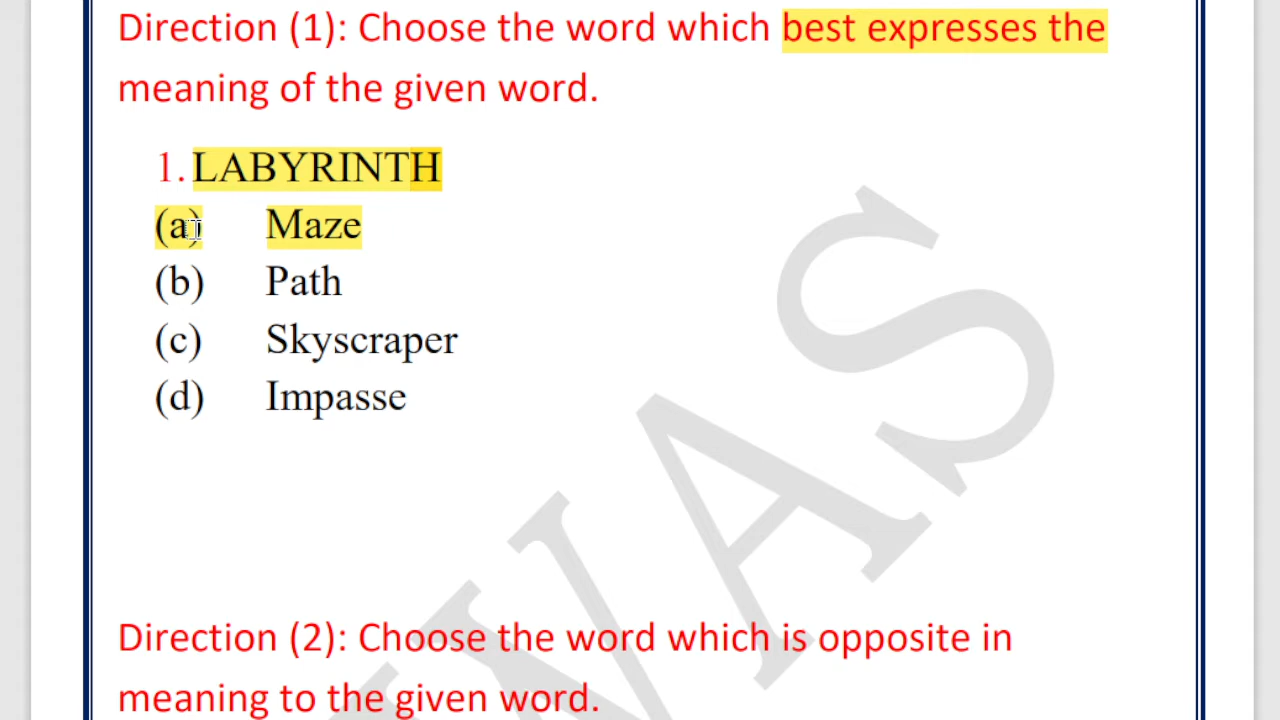 Direction (1): Choose the word which best expresses the
meaning of the given word.
1. LABYRINTH
(a) Maze
(b) Path
(c) Skyscraper
(d) Impasse
WAS
Direction (2): Choose the word which is opposite in
meaning to the given word.